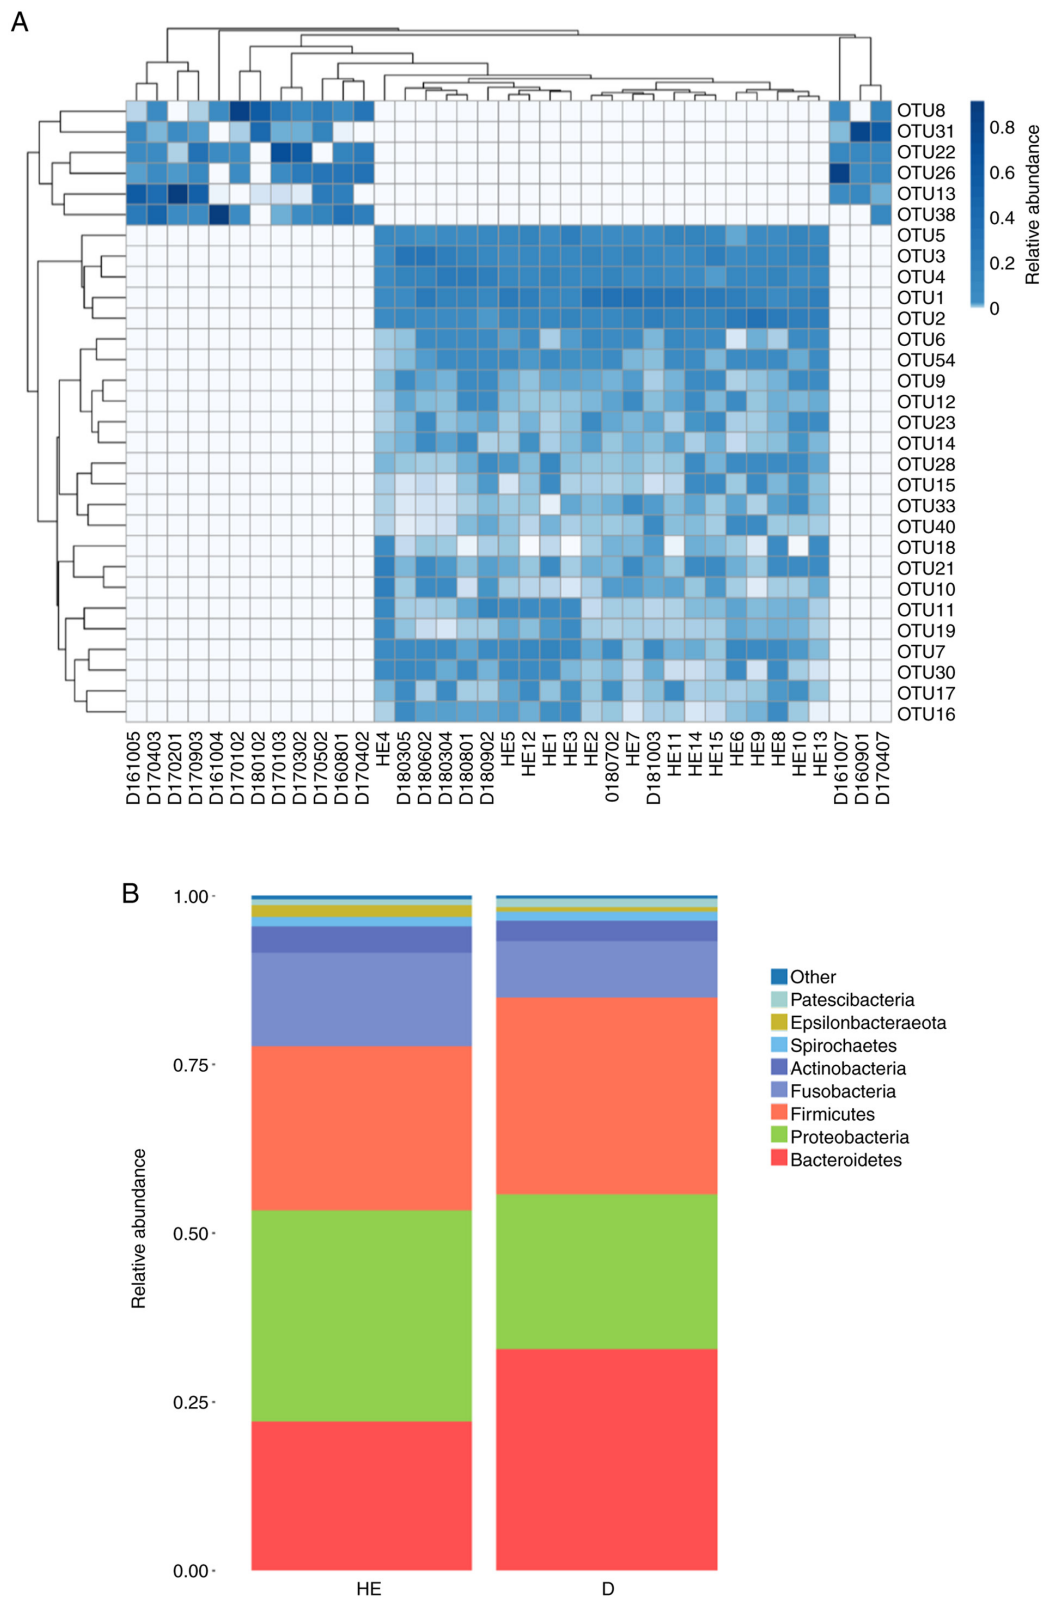 A
OTU8
OTU31
OTU22
OTU26
OTU13
OTU38
OTU5
OTU3
OTU4
OTU1
OTU2
OTU6
OTU54
OTU9
OTU12
OTU23
OTU14
OTU28
OTU15
OTU33
OTU40
OTU18
OTU21
OTU10
OTU11
OTU19
OTU7
OTU30
OTU17
OTU16
0.8
0.6
0.4
0.2
0
Relative abundance
D161005
D170403
D170201
D170903
D161004
D170102
D180102
D170103
D170302
D170502
D160801
D170402
HE4
D180305
D180602
D180304
D180801
D180902
HE5
HE12
HE1
HE3
HE2
0180702
HE7
D181003
HE11
HE14
HE15
HE6
HE9
HE8
HE10
HE13
D161007
D160901
D170407
B
1.00
0.75
0.50
0.25
0.00
Relative abundance
HE
D
Other
Patescibacteria
Epsilonbacteraeota
Spirochaetes
Actinobacteria
Fusobacteria
Firmicutes
Proteobacteria
Bacteroidetes